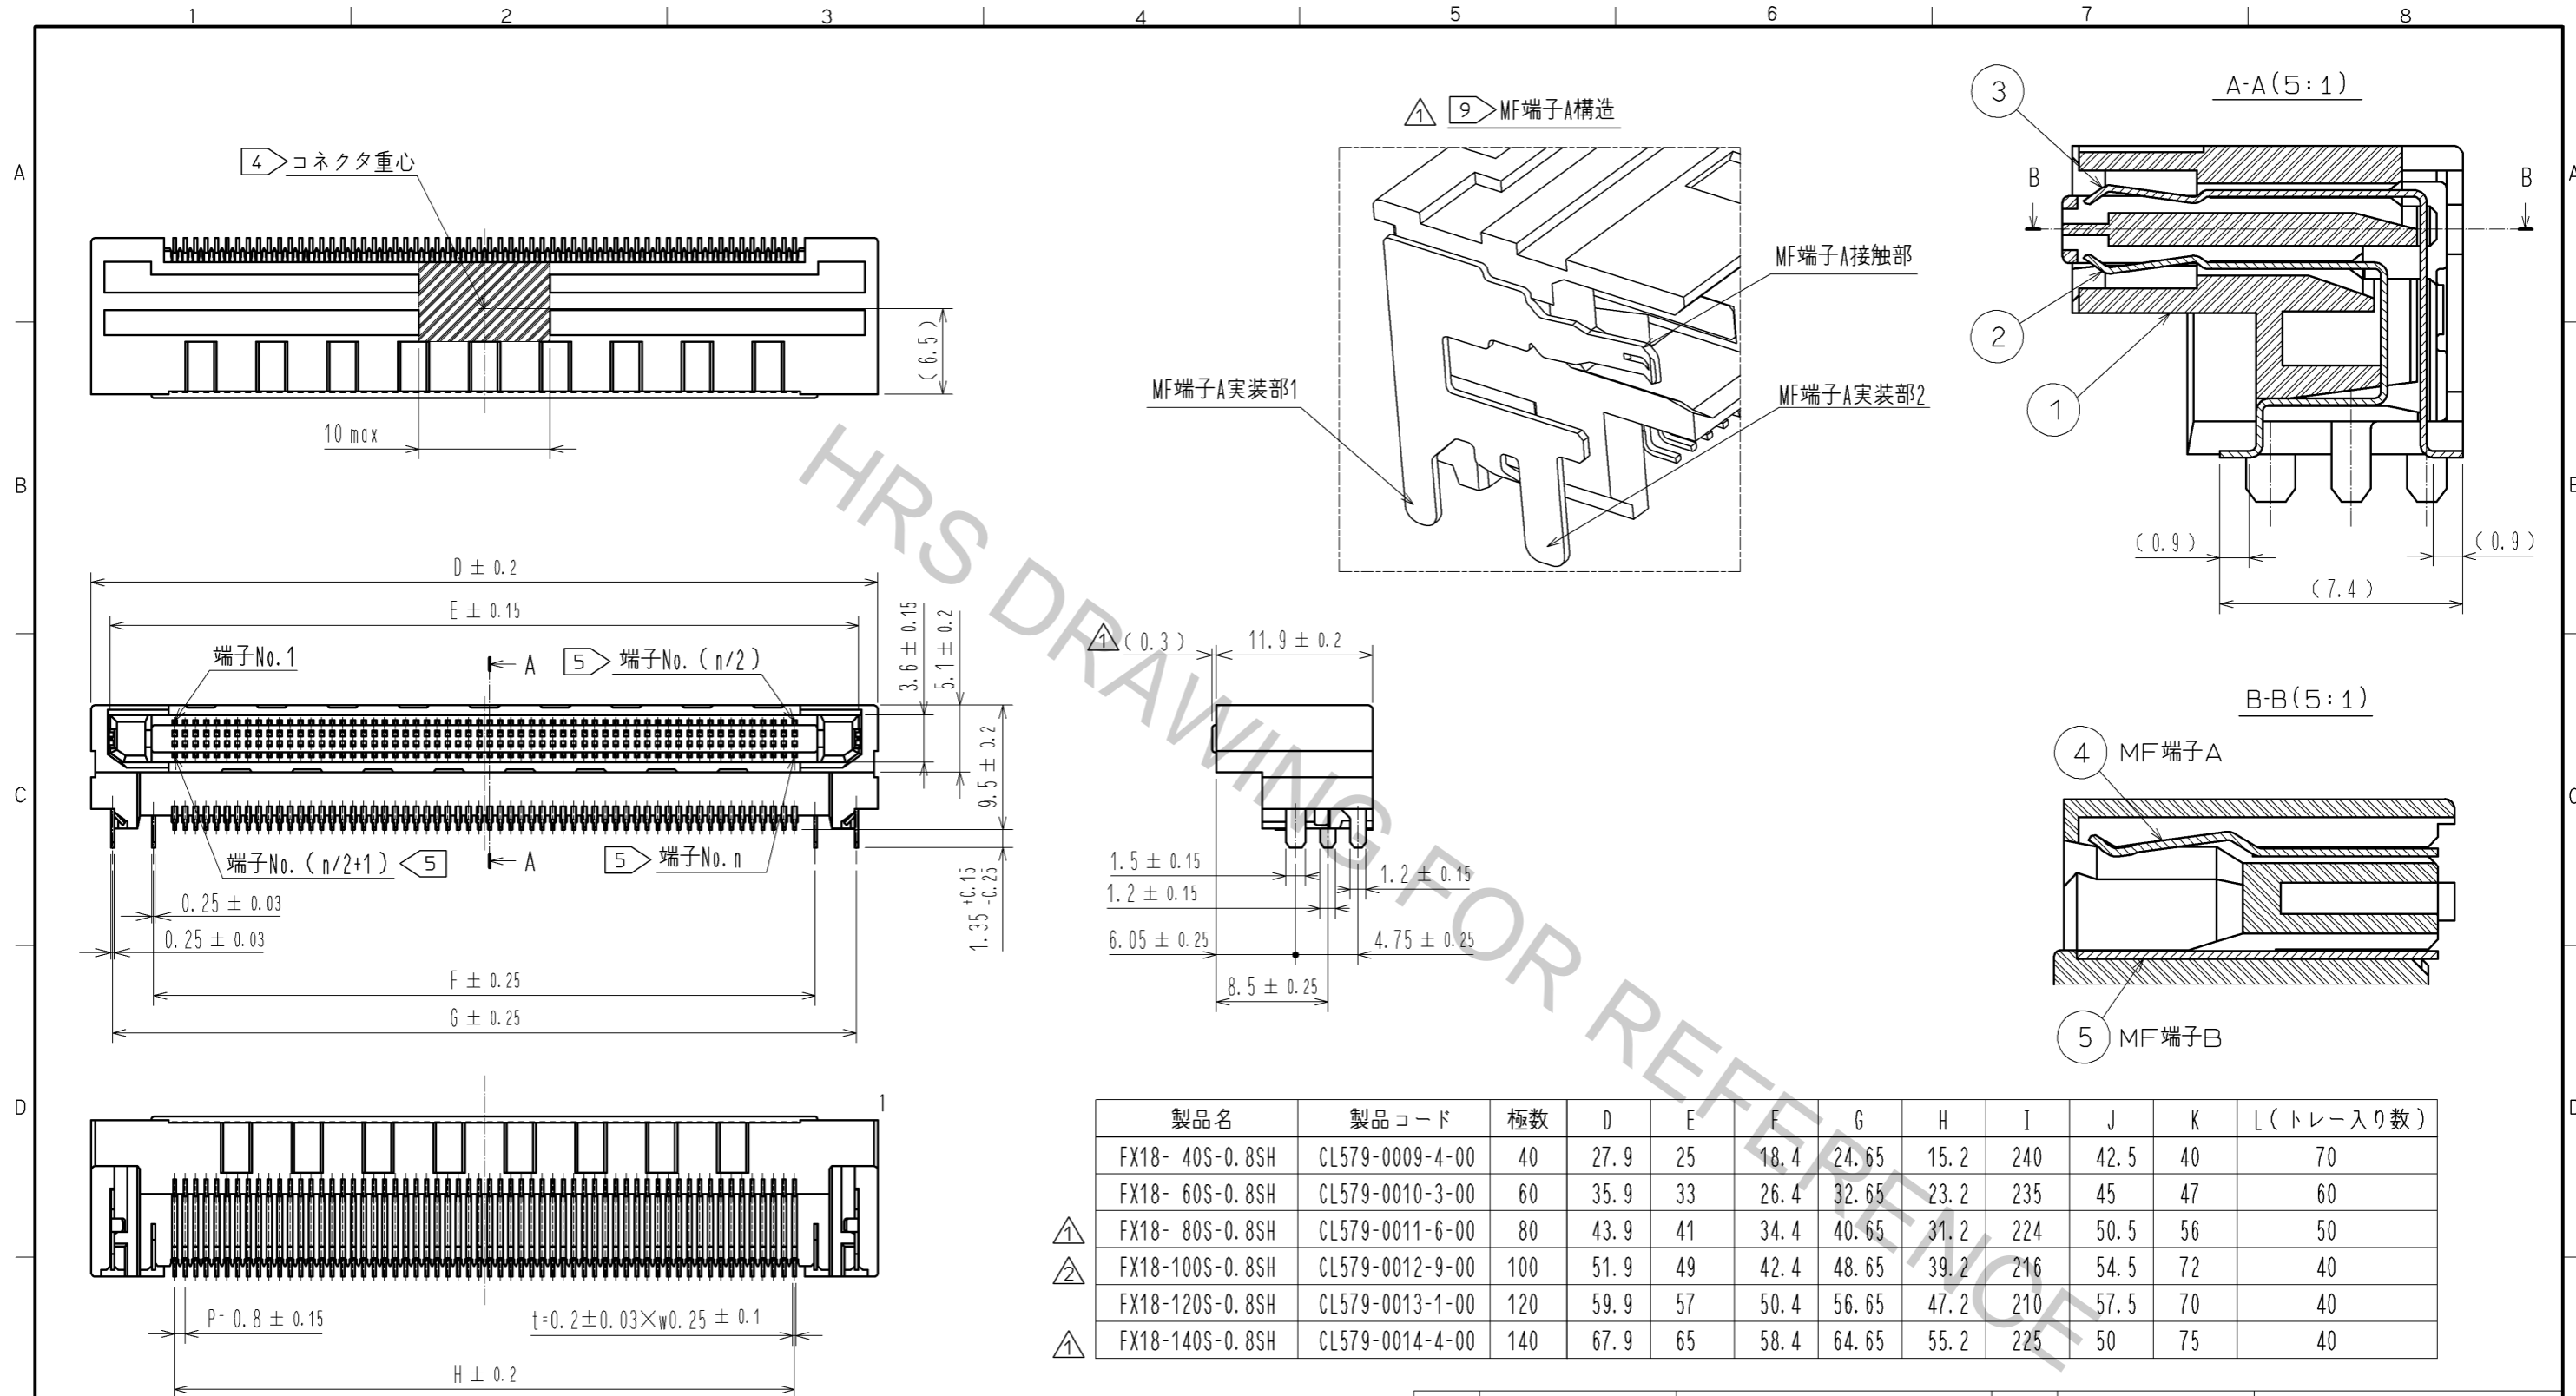 1 2 3 4 5 6 7 8
A
B
C
D
A
4 コネクタ重心
(6.5)
10 max
1 9 MF端子A構造
MF端子A接触部
MF端子A実装部1
MF端子A実装部2
A-A(5:1)
3
B B
2
1
(0.9) (0.9)
(7.4)
D ± 0.2
E ± 0.15
端子No.1
A
5 端子No.(n/2)
3.6 ± 0.15
5.1 ± 0.2
9.5 ± 0.2
端子No.(n/2+1) 5
A
5 端子No.n
1.35 +0.15 -0.25
0.25 ± 0.03
0.25 ± 0.03
F ± 0.25
G ± 0.25
1 (0.3) 11.9 ± 0.2
1.5 ± 0.15
1.2 ± 0.15
1.2 ± 0.15
6.05 ± 0.25
4.75 ± 0.25
8.5 ± 0.25
B-B(5:1)
4 MF端子A
5 MF端子B
1
P= 0.8 ± 0.15
t=0.2±0.03×w0.25 ± 0.1
H ± 0.2
製品名 製品コード 極数 D E F G H I J K L(トレー入り数)
FX18- 40S-0.8SH CL579-0009-4-00 40 27.9 25 18.4 24.65 15.2 240 42.5 40 70
FX18- 60S-0.8SH CL579-0010-3-00 60 35.9 33 26.4 32.65 23.2 235 45 47 60
1 FX18- 80S-0.8SH CL579-0011-6-00 80 43.9 41 34.4 40.65 31.2 224 50.5 56 50
2 FX18-100S-0.8SH CL579-0012-9-00 100 51.9 49 42.4 48.65 39.2 216 54.5 72 40
FX18-120S-0.8SH CL579-0013-1-00 120 59.9 57 50.4 56.65 47.2 210 57.5 70 40
1 FX18-140S-0.8SH CL579-0014-4-00 140 67.9 65 58.4 64.65 55.2 225 50 75 40
HRS DRAWING FOR REFERENCE